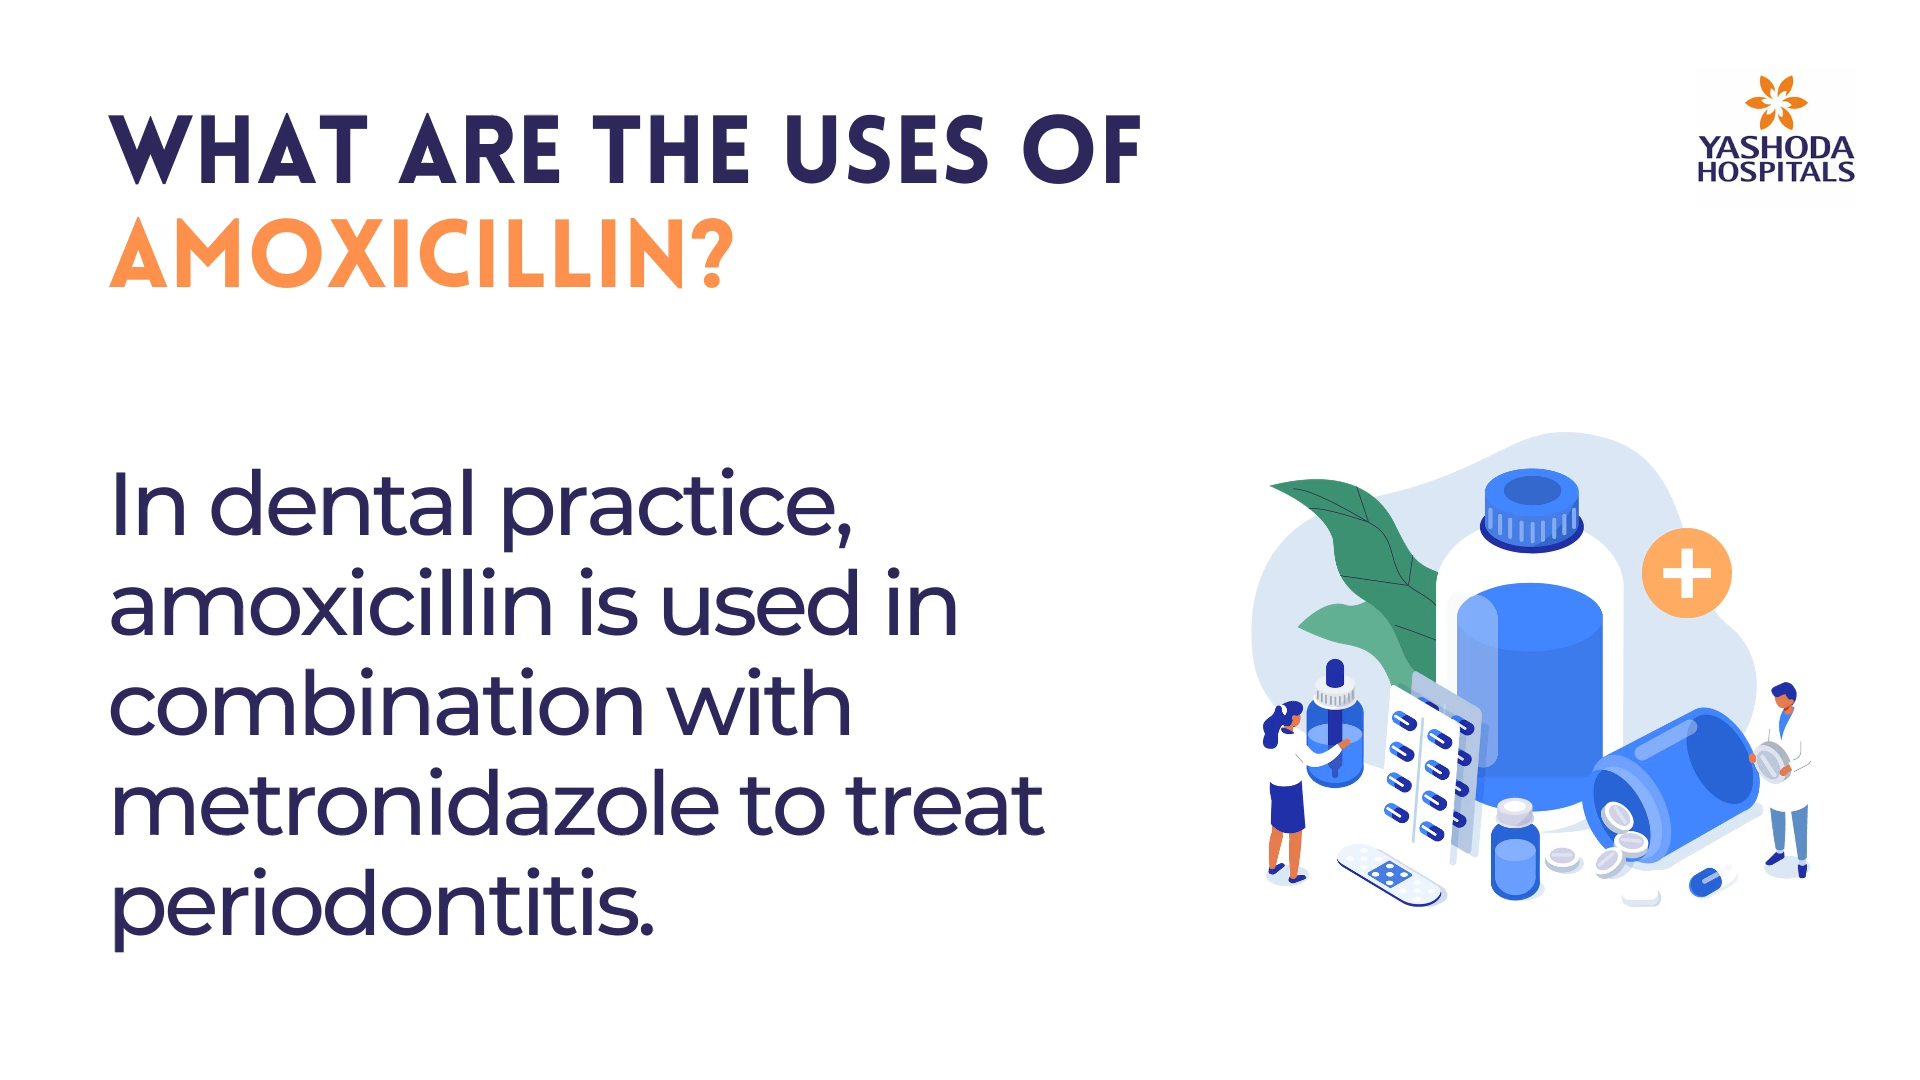 WHAT ARE THE USES OF
AMOXICILLIN?
YASHODA
HOSPITALS
In dental practice,
amoxicillin is used in
combination with
metronidazole to treat
periodontitis.